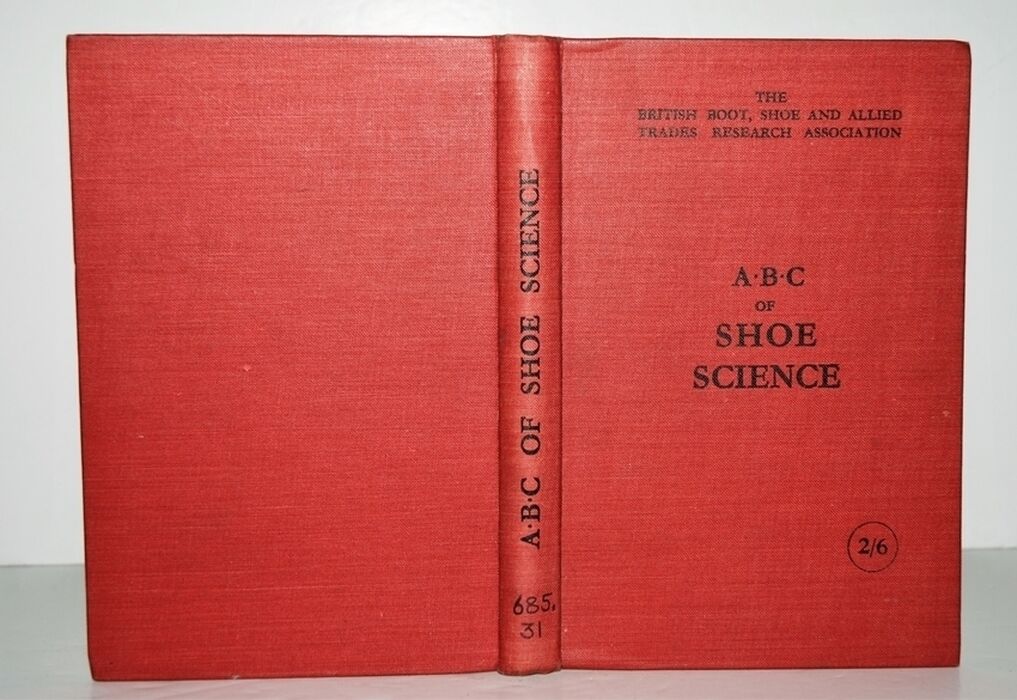 A·B·C OF SHOE SCIENCE
685.
31
THE
BRITISH BOOT, SHOE AND ALLIED
TRADES RESEARCH ASSOCIATION
A·B·C
OF
SHOE
SCIENCE
2/6